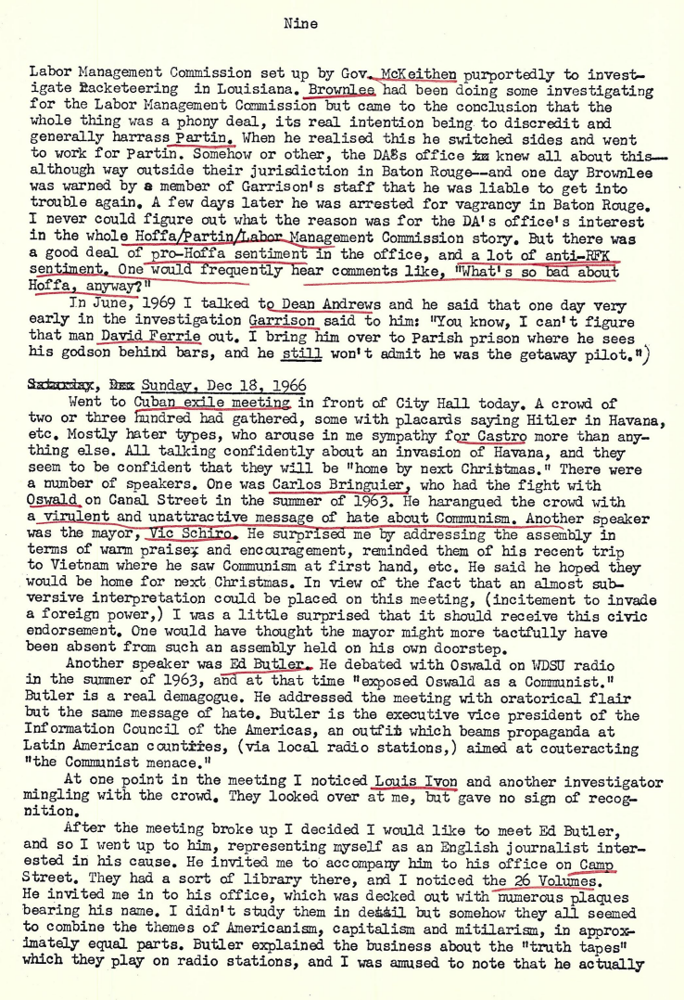 Nine
Labor Management Commission set up by Gov. McKeithen purportedly to invest-
igate Racketeering in Louisiana. Brownlee had been doing some investigating
for the Labor Management Commission but came to the conclusion that the
whole thing was a phony deal, its real intention being to discredit and
generally harrass Partin. When he realised this he switched sides and went
to work for Partin. Somehow or other, the DA8s office in knew all about this—
although way outside their jurisdiction in Baton Rouge--and one day Brownlee
was warned by a member of Garrison's staff that he was liable to get into
trouble again. A few days later he was arrested for vagrancy in Baton Rouge.
I never could figure out what the reason was for the DA's office's interest
in the whole Hoffa/Partin/Labor Management Commission story. But there was
a good deal of pro-Hoffa sentiment in the office, and a lot of anti-RFK
sentiment. One would frequently hear comments like, "What's so bad about
Hoffa, anyway?"
In June, 1969 I talked to Dean Andrews and he said that one day very
early in the investigation Garrison said to him: "You know, I can't figure
that man David Ferrie out. I bring him over to Parish prison where he sees
his godson behind bars, and he still won't admit he was the getaway pilot.")
Saturday, Dec Sunday, Dec 18, 1966
Went to Cuban exile meeting in front of City Hall today. A crowd of
two or three hundred had gathered, some with placards saying Hitler in Havana,
etc. Mostly hater types, who arouse in me sympathy for Castro more than any-
thing else. All talking confidently about an invasion of Havana, and they
seem to be confident that they will be "home by next Christmas." There were
a number of speakers. One was Carlos Bringuier, who had the fight with
Oswald on Canal Street in the summer of 1963. He harangued the crowd with
a virulent and unattractive message of hate about Communism. Another speaker
was the mayor, Vic Schiro. He surprised me by addressing the assembly in
terms of warm praise; and encouragement, reminded them of his recent trip
to Vietnam where he saw Communism at first hand, etc. He said he hoped they
would be home for next Christmas. In view of the fact that an almost sub-
versive interpretation could be placed on this meeting, (incitement to invade
a foreign power,) I was a little surprised that it should receive this civic
endorsement. One would have thought the mayor might more tactfully have
been absent from such an assembly held on his own doorstep.
Another speaker was Ed Butler. He debated with Oswald on WDSU radio
in the summer of 1963, and at that time "exposed Oswald as a Communist."
Butler is a real demagogue. He addressed the meeting with oratorical flair
but the same message of hate. Butler is the executive vice president of the
Information Council of the Americas, an outfit which beams propaganda at
Latin American countries, (via local radio stations,) aimed at couteracting
"the Communist menace."
At one point in the meeting I noticed Louis Ivon and another investigator
mingling with the crowd. They looked over at me, but gave no sign of recog-
nition.
After the meeting broke up I decided I would like to meet Ed Butler,
and so I went up to him, representing myself as an English journalist inter-
ested in his cause. He invited me to accompany him to his office on Camp
Street. They had a sort of library there, and I noticed the 26 Volumes.
He invited me in to his office, which was decked out with numerous plaques
bearing his name. I didn't study them in detail but somehow they all seemed
to combine the themes of Americanism, capitalism and mitilarism, in approx-
imately equal parts. Butler explained the business about the "truth tapes"
which they play on radio stations, and I was amused to note that he actually